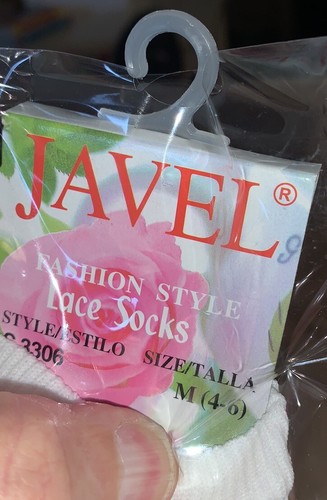 JAVEL®
FASHION STYLE
Lace Socks
STYLE/ESTILO SIZE/TALLA
3306 M (4-6)